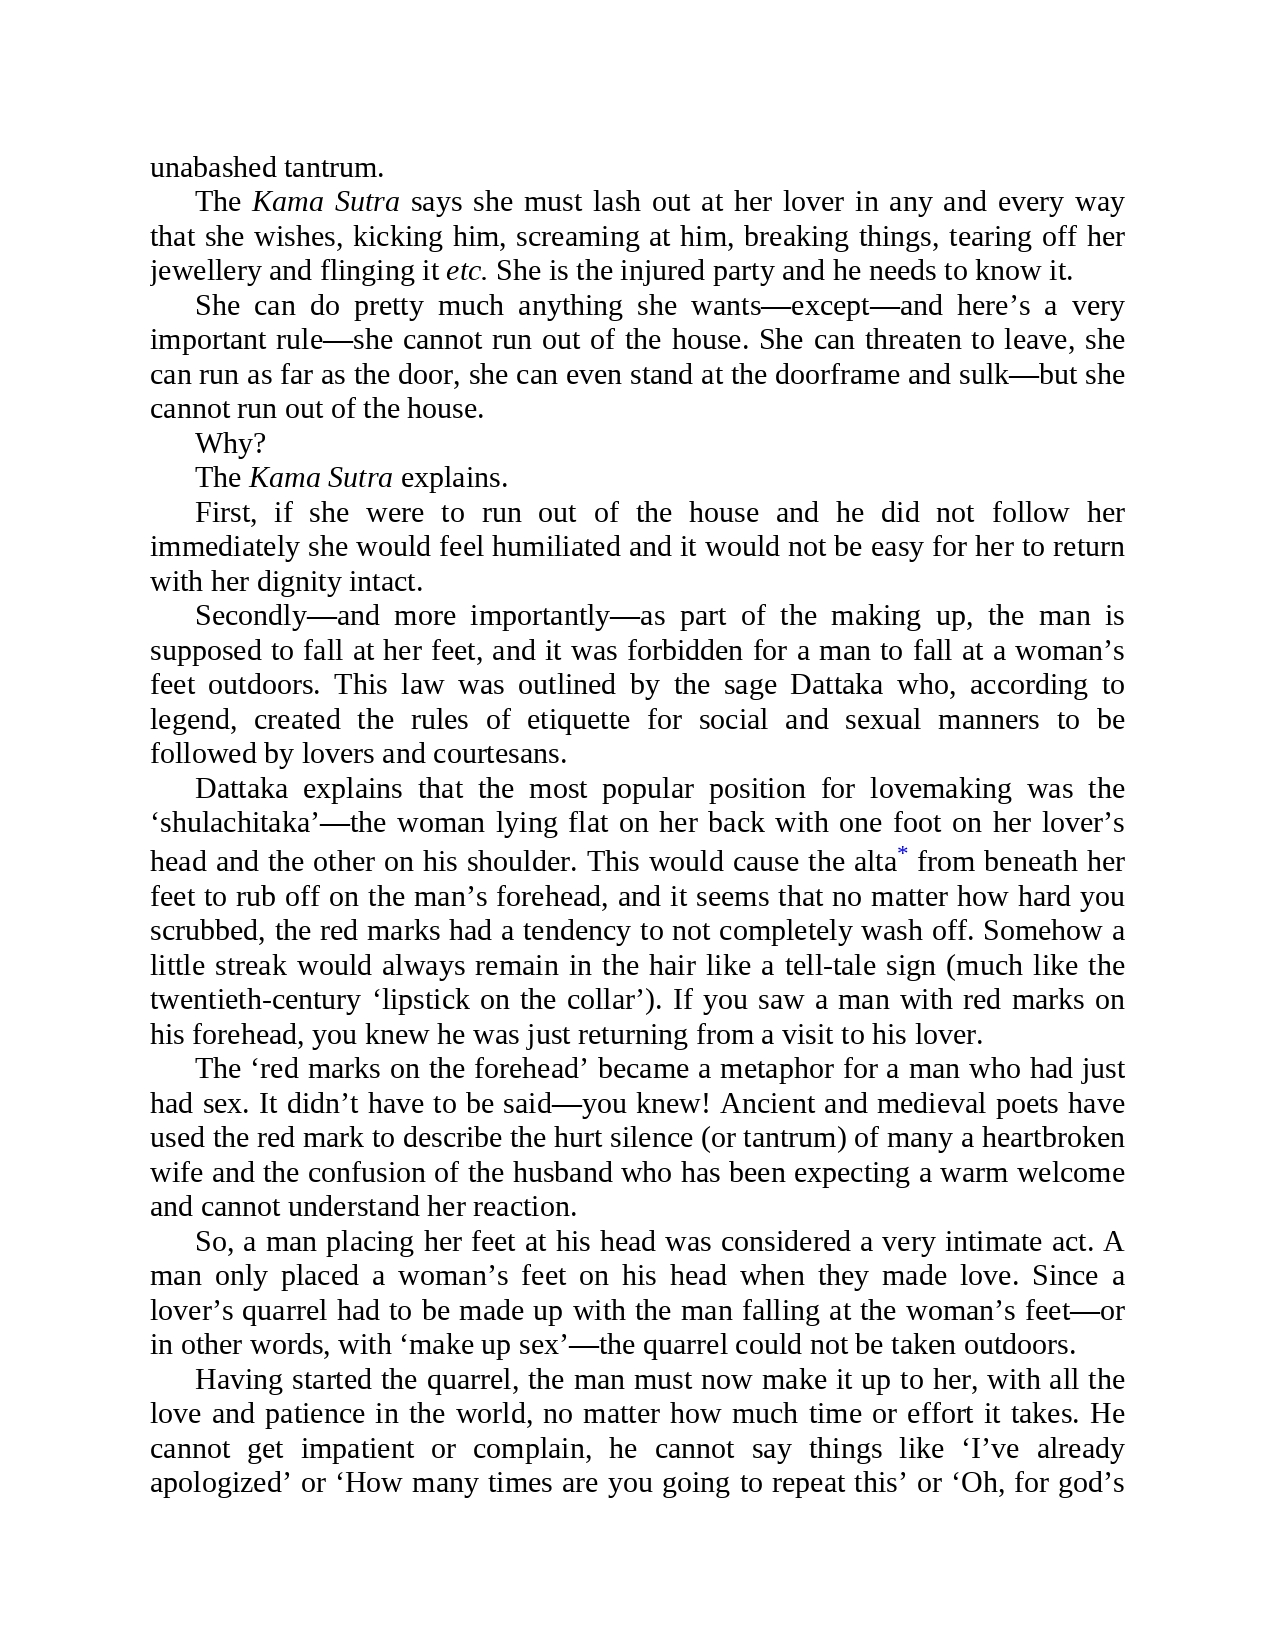 unabashed tantrum.
The Kama Sutra says she must lash out at her lover in any and every way
that she wishes, kicking him, screaming at him, breaking things, tearing off her
jewellery and flinging it etc. She is the injured party and he needs to know it.
She can do pretty much anything she wants—except—and here’s a very
important rule—she cannot run out of the house. She can threaten to leave, she
can run as far as the door, she can even stand at the doorframe and sulk—but she
cannot run out of the house.
Why?
The Kama Sutra explains.
First, if she were to run out of the house and he did not follow her
immediately she would feel humiliated and it would not be easy for her to return
with her dignity intact.
Secondly—and more importantly—as part of the making up, the man is
supposed to fall at her feet, and it was forbidden for a man to fall at a woman’s
feet outdoors. This law was outlined by the sage Dattaka who, according to
legend, created the rules of etiquette for social and sexual manners to be
followed by lovers and courtesans.
Dattaka explains that the most popular position for lovemaking was the
‘shulachitaka’—the woman lying flat on her back with one foot on her lover’s
head and the other on his shoulder. This would cause the alta* from beneath her
feet to rub off on the man’s forehead, and it seems that no matter how hard you
scrubbed, the red marks had a tendency to not completely wash off. Somehow a
little streak would always remain in the hair like a tell-tale sign (much like the
twentieth-century ‘lipstick on the collar’). If you saw a man with red marks on
his forehead, you knew he was just returning from a visit to his lover.
The ‘red marks on the forehead’ became a metaphor for a man who had just
had sex. It didn’t have to be said—you knew! Ancient and medieval poets have
used the red mark to describe the hurt silence (or tantrum) of many a heartbroken
wife and the confusion of the husband who has been expecting a warm welcome
and cannot understand her reaction.
So, a man placing her feet at his head was considered a very intimate act. A
man only placed a woman’s feet on his head when they made love. Since a
lover’s quarrel had to be made up with the man falling at the woman’s feet—or
in other words, with ‘make up sex’—the quarrel could not be taken outdoors.
Having started the quarrel, the man must now make it up to her, with all the
love and patience in the world, no matter how much time or effort it takes. He
cannot get impatient or complain, he cannot say things like ‘I’ve already
apologized’ or ‘How many times are you going to repeat this’ or ‘Oh, for god’s